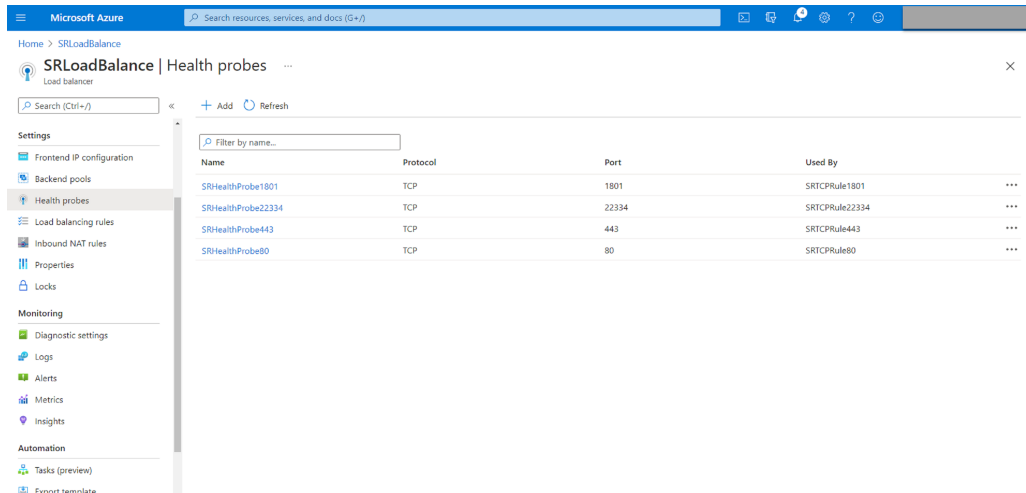 Microsoft Azure
Search resources, services, and docs (G+/)
4
Home > SRLoadBalance
SRLoadBalance | Health probes ...
Load balancer
Search (Ctrl+/)
«
+ Add Refresh
Settings
Frontend IP configuration
Backend pools
Health probes
Load balancing rules
Inbound NAT rules
Properties
Locks
Monitoring
Diagnostic settings
Logs
Alerts
Metrics
Insights
Automation
Tasks (preview)
Export template
Filter by name...
Name Protocol Port Used By
SRHealthProbe1801 TCP 1801 SRTCPRule1801 ...
SRHealthProbe22334 TCP 22334 SRTCPRule22334 ...
SRHealthProbe443 TCP 443 SRTCPRule443 ...
SRHealthProbe80 TCP 80 SRTCPRule80 ...